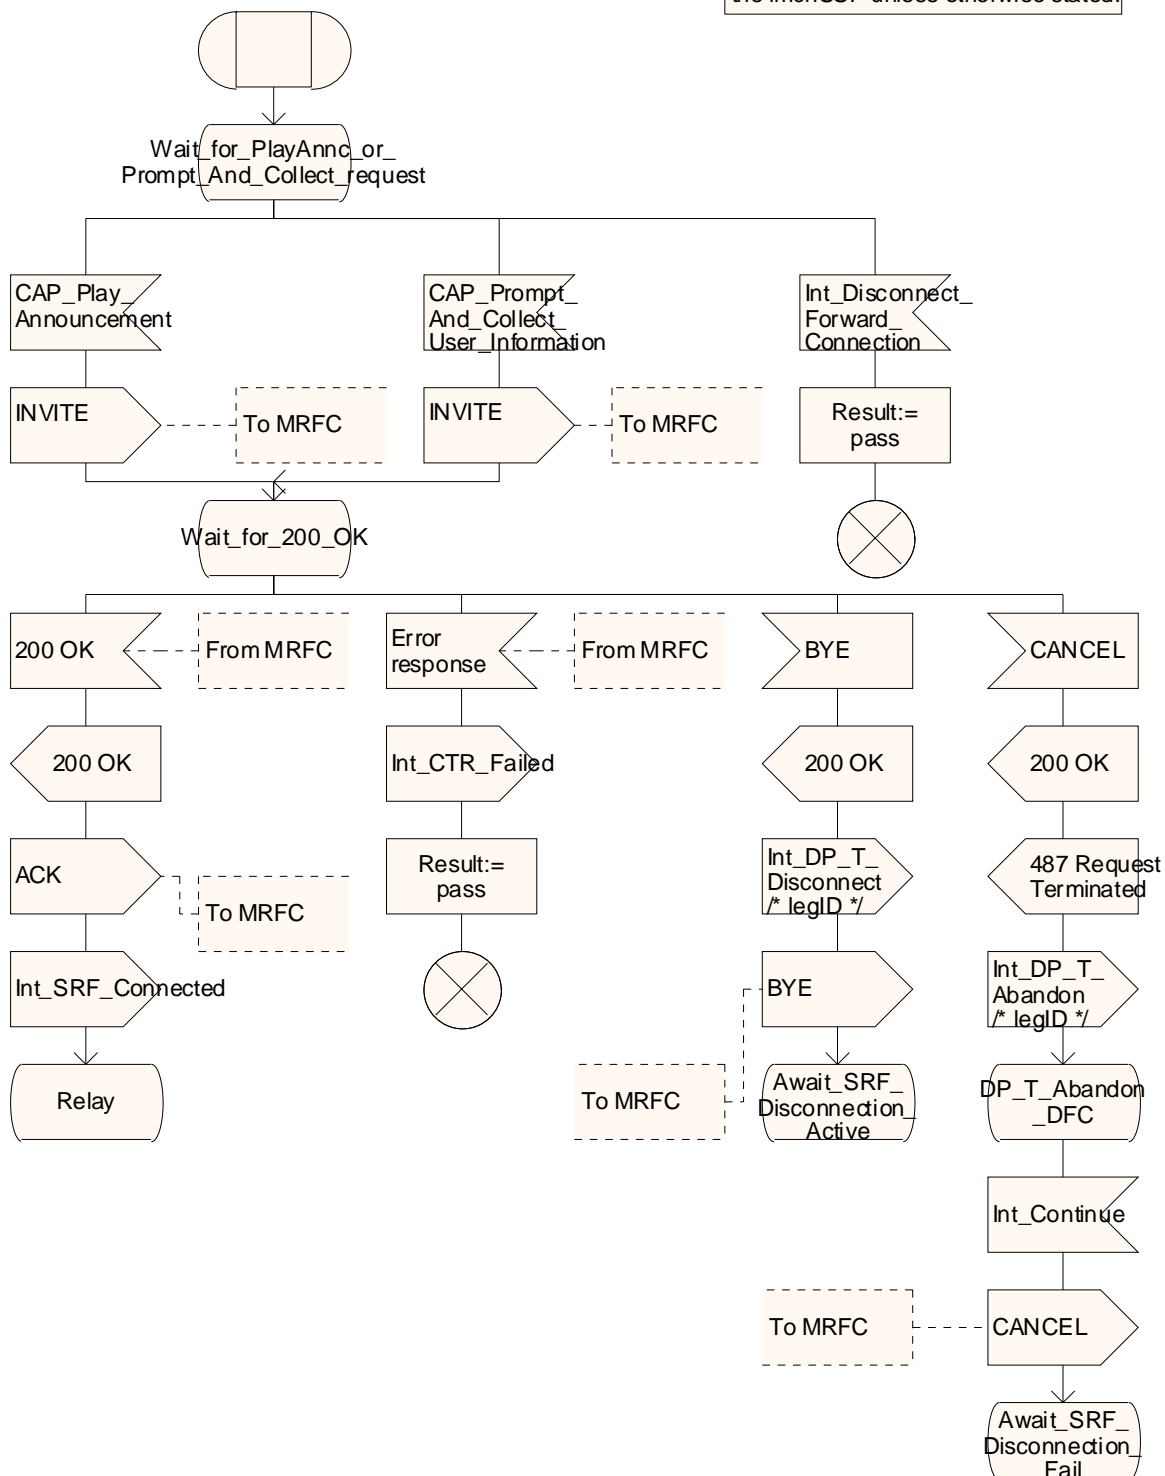 the imcnSSF unless otherwise stated.
Wait_for_PlayAnnc_or_
Prompt_And_Collect_request
CAP_Play_
Announcement
CAP_Prompt_
And_Collect_
User_Information
Int_Disconnect_
Forward_
Connection
INVITE
To MRFC
INVITE
To MRFC
Result:=
pass
Wait_for_200_OK
200 OK
From MRFC
Error
response
From MRFC
BYE
CANCEL
200 OK
Int_CTR_Failed
200 OK
200 OK
ACK
To MRFC
Result:=
pass
Int_DP_T_
Disconnect
/* legID */
487 Request
Terminated
Int_SRF_Connected
BYE
To MRFC
Int_DP_T_
Abandon
/* legID */
Relay
Await_SRF_
Disconnection_
Active
DP_T_Abandon
_DFC
Int_Continue
To MRFC
CANCEL
Await_SRF_
Disconnection_
Fail